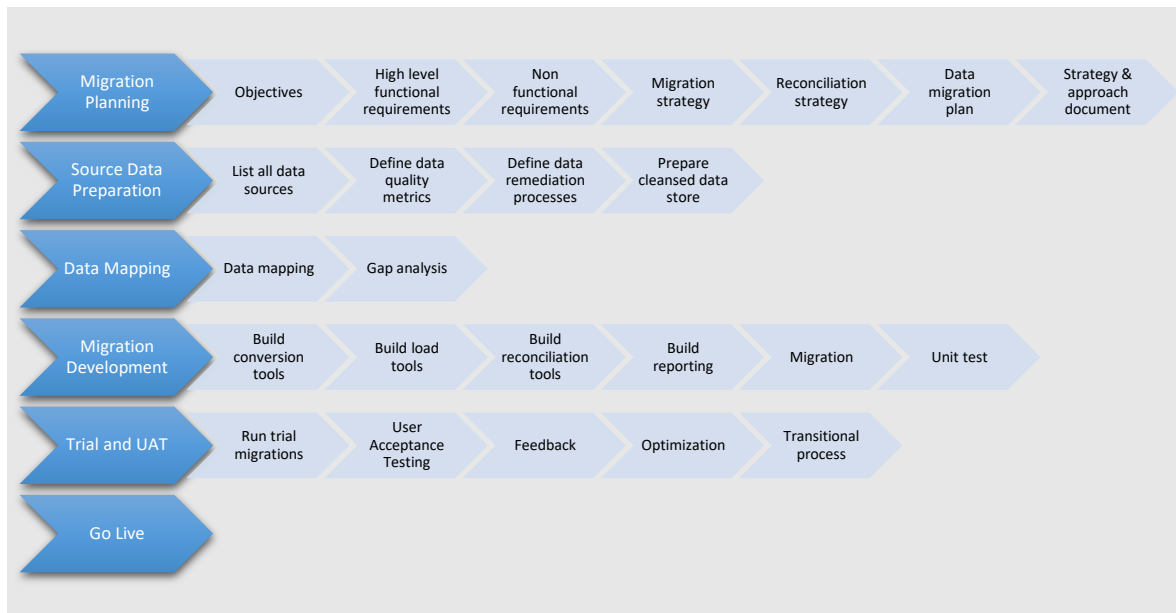 Migration
Planning
Objectives
High level
functional
requirements
Non
functional
requirements
Migration
strategy
Reconciliation
strategy
Data
migration
plan
Strategy &
approach
document
Source Data
Preparation
List all data
sources
Define data
quality
metrics
Define data
remediation
processes
Prepare
cleansed data
store
Data Mapping
Data mapping
Gap analysis
Migration
Development
Build
conversion
tools
Build load
tools
Build
reconciliation
tools
Build
reporting
Migration
Unit test
Trial and UAT
Run trial
migrations
User
Acceptance
Testing
Feedback
Optimization
Transitional
process
Go Live